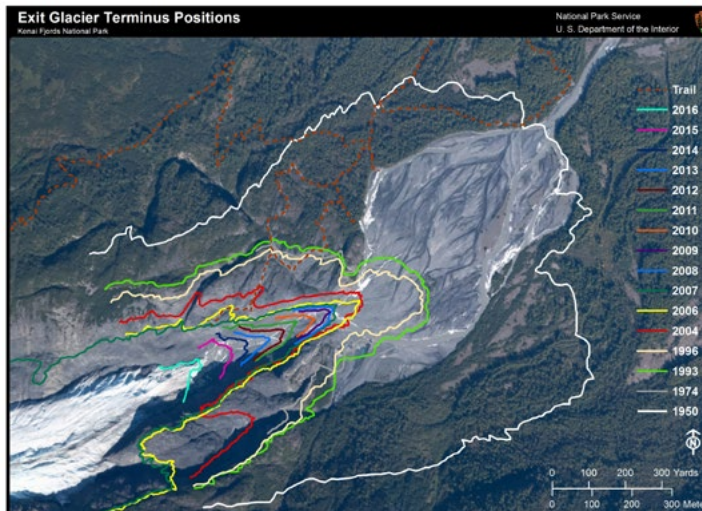 Exit Glacier Terminus Positions
Kenai Fjords National Park
National Park Service
U. S. Department of the Interior
Trail
2016
2015
2014
2013
2012
2011
2010
2009
2008
2007
2006
2004
1996
1993
1974
1950
N
0 100 200 300 Yards
0 100 200 300 Mete